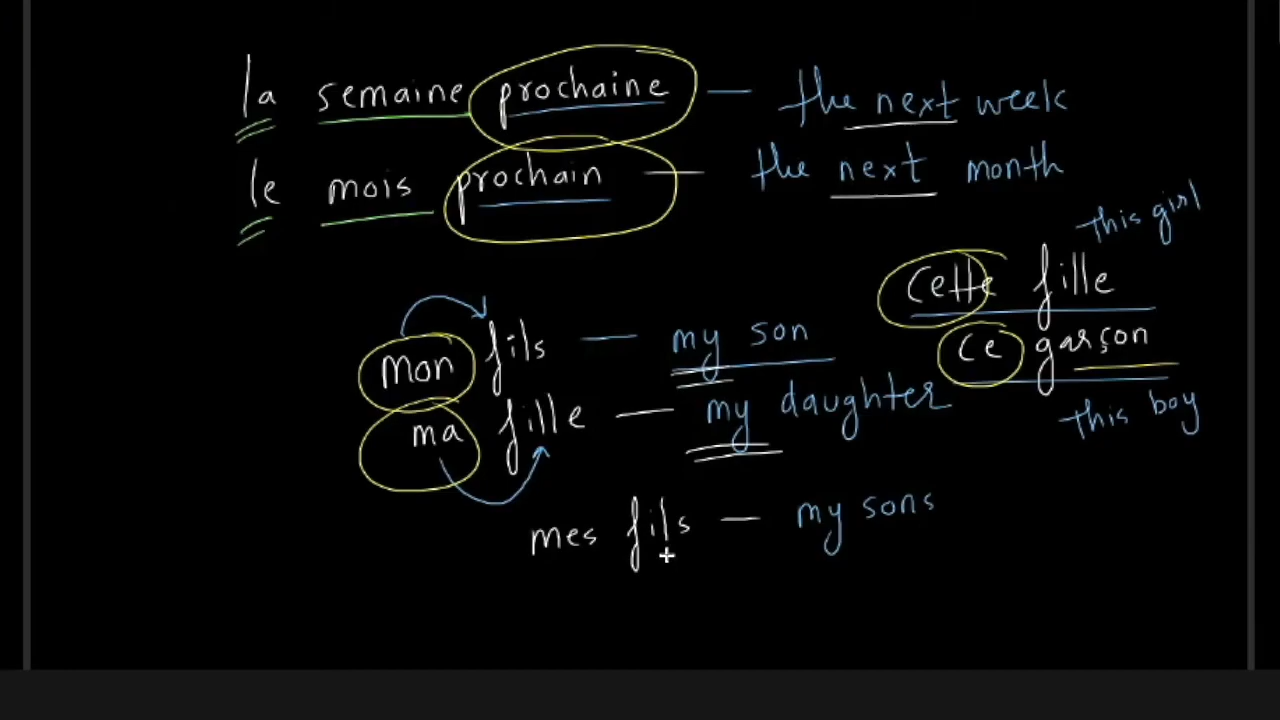 la semaine prochaine — the next week
le mois prochain — the next month
this girl
cette fille
mon fils — my son
ce garçon
ma fille — my daughter
this boy
mes fils — my sons